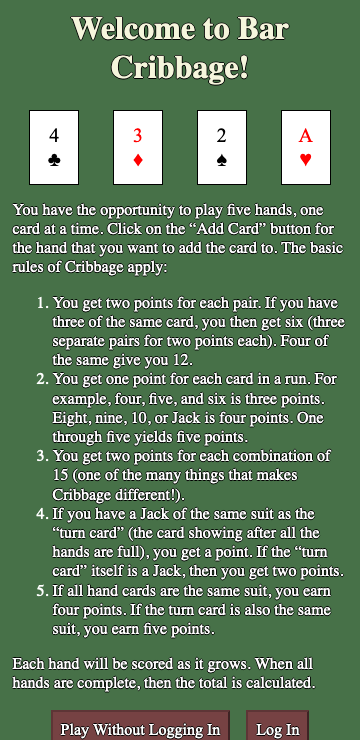 Welcome to Bar
Cribbage!
4 3 2 A
♣ ♦ ♠ ♥
You have the opportunity to play five hands, one
card at a time. Click on the “Add Card” button for
the hand that you want to add the card to. The basic
rules of Cribbage apply:
1. You get two points for each pair. If you have
three of the same card, you then get six (three
separate pairs for two points each). Four of
the same give you 12.
2. You get one point for each card in a run. For
example, four, five, and six is three points.
Eight, nine, 10, or Jack is four points. One
through five yields five points.
3. You get two points for each combination of
15 (one of the many things that makes
Cribbage different!).
4. If you have a Jack of the same suit as the
“turn card” (the card showing after all the
hands are full), you get a point. If the “turn
card” itself is a Jack, then you get two points.
5. If all hand cards are the same suit, you earn
four points. If the turn card is also the same
suit, you earn five points.
Each hand will be scored as it grows. When all
hands are complete, then the total is calculated.
Play Without Logging In Log In